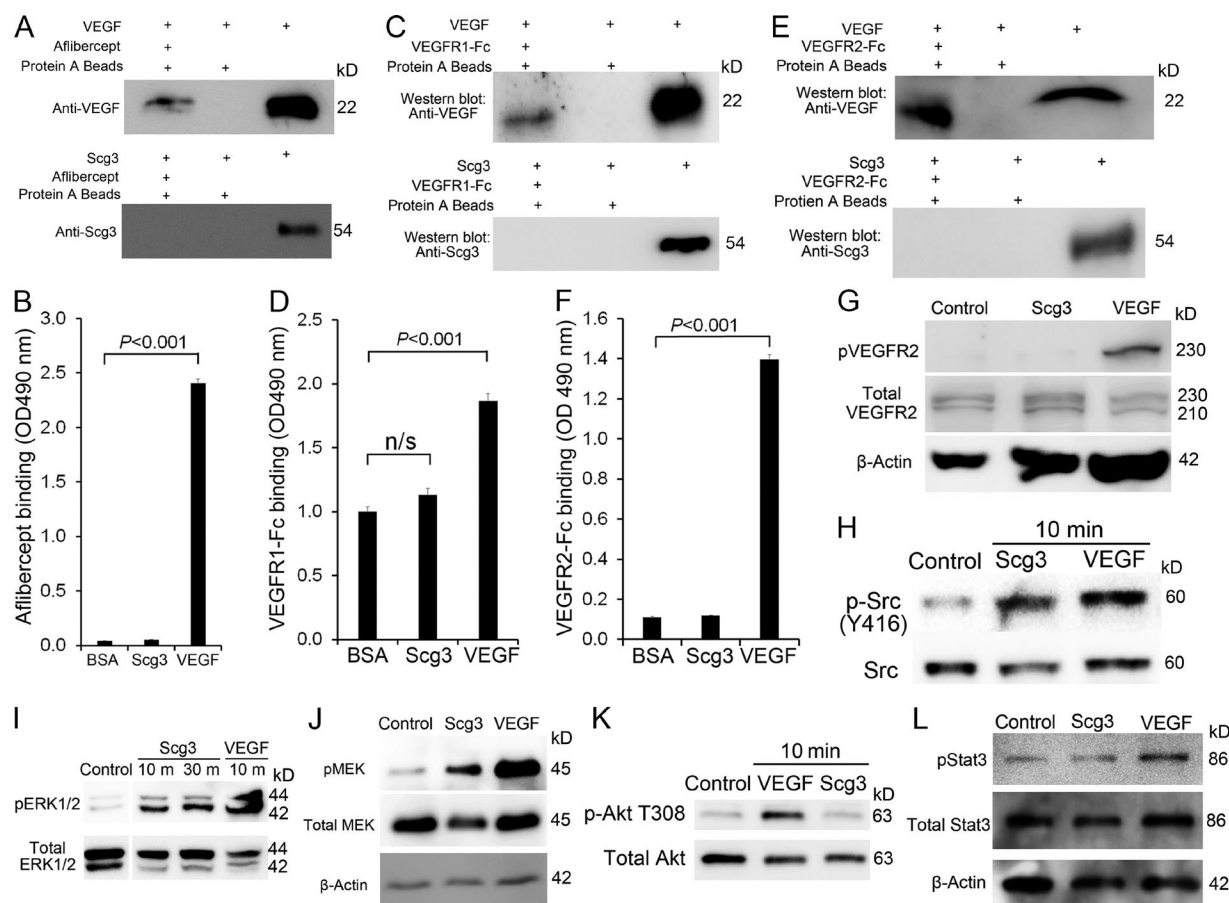 A
VEGF + + +
Aflibercept +
Protein A Beads + + kD
Anti-VEGF 22
Scg3 + + +
Aflibercept +
Protein A Beads + +
Anti-Scg3 54
C
VEGF + + +
VEGFR1-Fc +
Protein A Beads + + kD
Western blot: 22
Anti-VEGF
Scg3 + + +
VEGFR1-Fc +
Protein A Beads + +
Western blot: 54
Anti-Scg3
E
VEGF + + +
VEGFR2-Fc +
Protein A Beads + + kD
Western blot: 22
Anti-VEGF
Scg3 + + +
VEGFR2-Fc +
Protien A Beads + +
Western blot: 54
Anti-Scg3
B
Aflibercept binding (OD490 nm)
3.0
2.5
2.0
1.5
1.0
0.5
0.0
P<0.001
BSA Scg3 VEGF
D
VEGFR1-Fc binding (OD490 nm)
2.5
2.0
1.5
1.0
0.5
0.0
P<0.001
n/s
BSA Scg3 VEGF
F
VEGFR2-Fc binding (OD 490 nm)
1.6
1.4
1.2
1.0
0.8
0.6
0.4
0.2
0.0
P<0.001
BSA Scg3 VEGF
G
Control Scg3 VEGF kD
pVEGFR2 230
Total 230
VEGFR2 210
β-Actin 42
H
10 min
Control Scg3 VEGF kD
p-Src 60
(Y416)
Src 60
I
Scg3 VEGF
Control 10 m 30 m 10 m kD
pERK1/2 44
42
Total 44
ERK1/2 42
J
Control Scg3 VEGF kD
pMEK 45
Total MEK 45
β-Actin 42
K
10 min
Control VEGF Scg3 kD
p-Akt T308 63
Total Akt 63
L
Control Scg3 VEGF kD
pStat3 86
Total Stat3 86
β-Actin 42